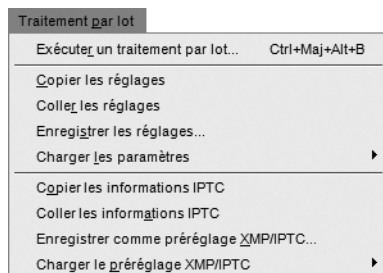 Traitement par lot
Exécuter un traitement par lot... Ctrl+Maj+Alt+B
Copier les réglages
Coller les réglages
Enregistrer les réglages...
Charger les paramètres
Copier les informations IPTC
Coller les informations IPTC
Enregistrer comme préréglage XMP/IPTC...
Charger le préréglage XMP/IPTC